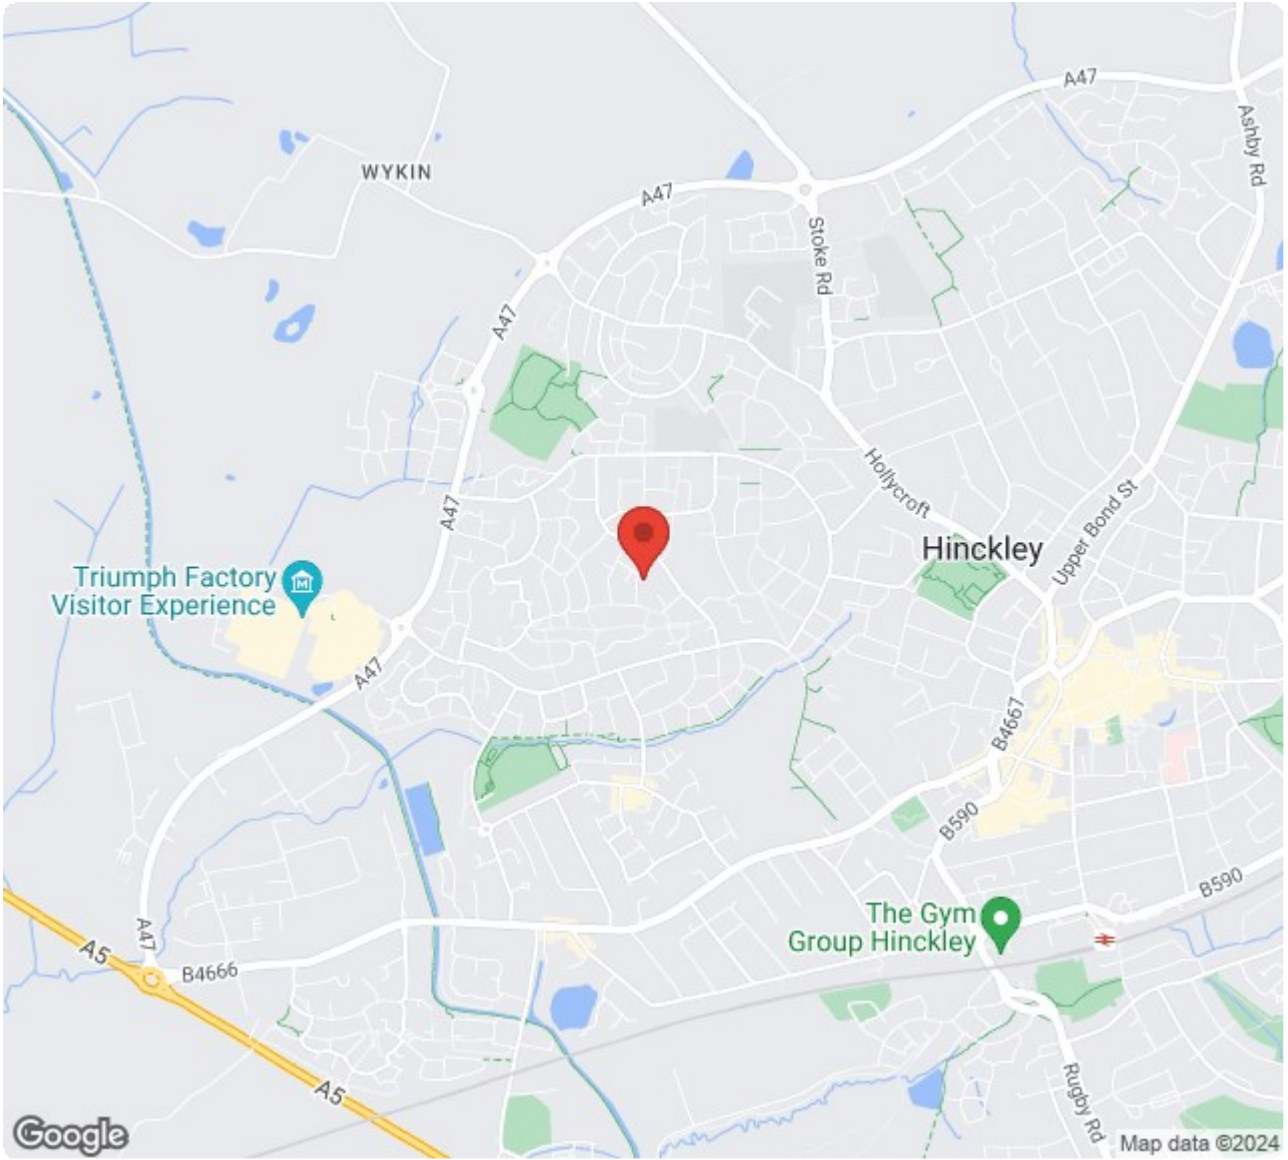 A47
Ashby Rd
WYKIN
A47
Stoke Rd
A47
Hollycroft
Upper Bond St
A47
Hinckley
Triumph Factory
Visitor Experience
A47
B4667
B590
B590
The Gym
Group Hinckley
A47
A5
B4666
A5
Rugby Rd
Google
Map data ©2024